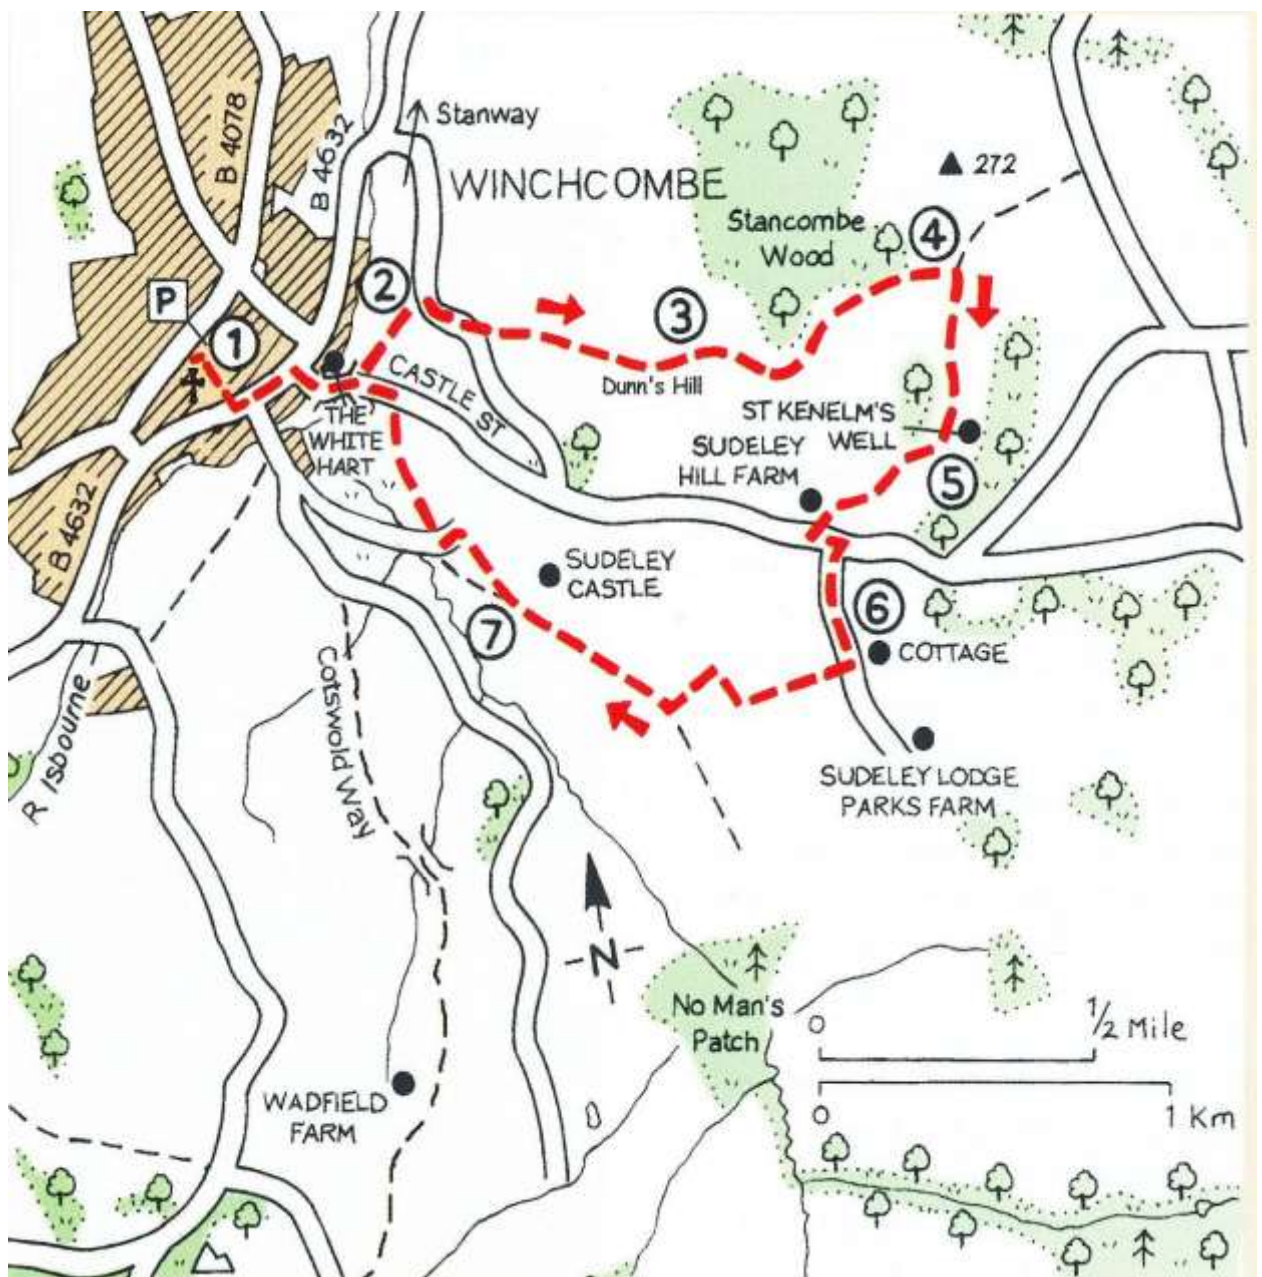 B 4078
B 4632
Stanway
WINCHCOMBE
272
Stancombe
Wood
4
2
P
1
3
Dunn's Hill
CASTLE ST
THE
WHITE
HART
ST KENELM'S
WELL
SUDELEY
HILL FARM
5
B 4632
SUDELEY
CASTLE
6
7
COTTAGE
Cotswold Way
R Isbourne
SUDELEY LODGE
PARKS FARM
N
No Man's
Patch
0
1/2 Mile
0
1 Km
WADFIELD
FARM